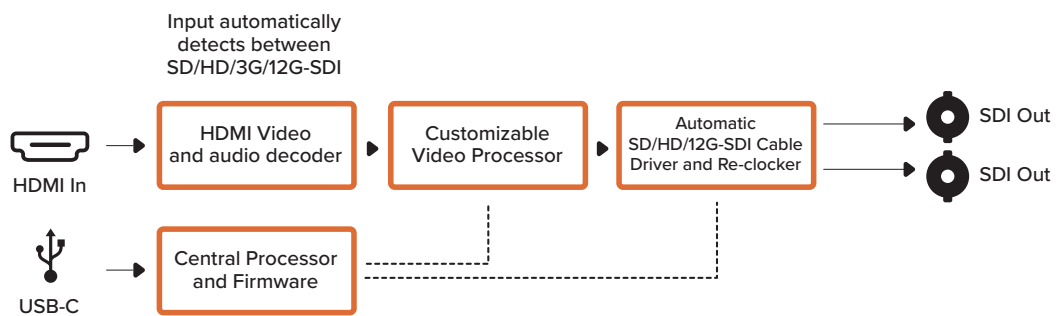 Input automatically
detects between
SD/HD/3G/12G-SDI
HDMI In
HDMI Video
and audio decoder
Customizable
Video Processor
Automatic
SD/HD/12G-SDI Cable
Driver and Re-clocker
SDI Out
SDI Out
USB-C
Central Processor
and Firmware